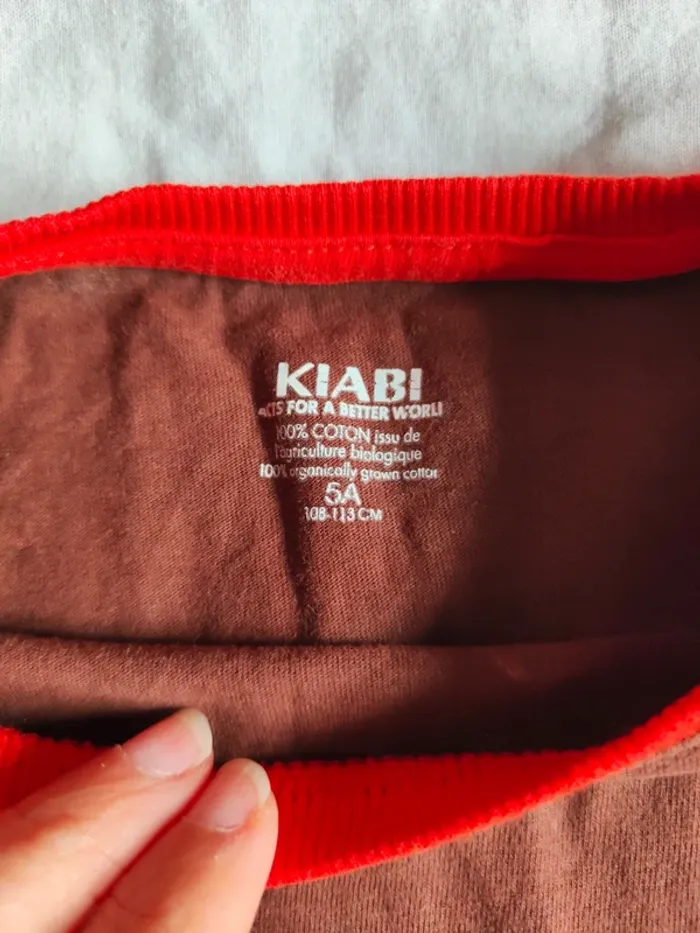 KIABI
ACTS FOR A BETTER WORLD
100% COTON issu de
l'agriculture biologique
100% organically grown cotton
5A
108-113 CM